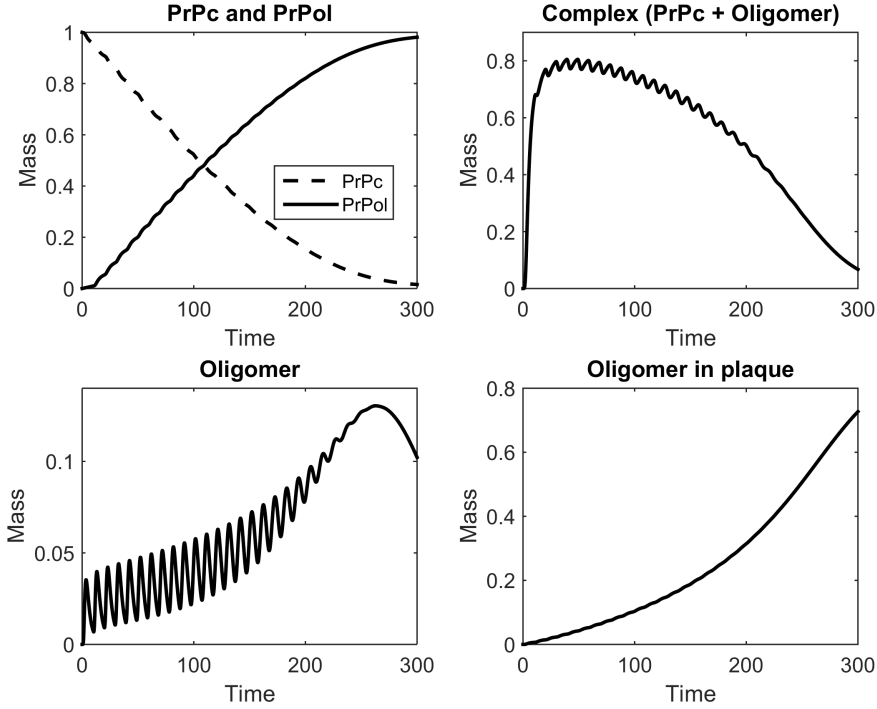 PrPc and PrPol
1
0.8
0.6
0.4
0.2
0
Mass
PrPc
PrPol
0 100 200 300
Time
Complex (PrPc + Oligomer)
0.8
0.6
0.4
0.2
0
Mass
0 100 200 300
Time
Oligomer
0.1
0.05
0
Mass
0 100 200 300
Time
Oligomer in plaque
0.8
0.6
0.4
0.2
0
Mass
0 100 200 300
Time